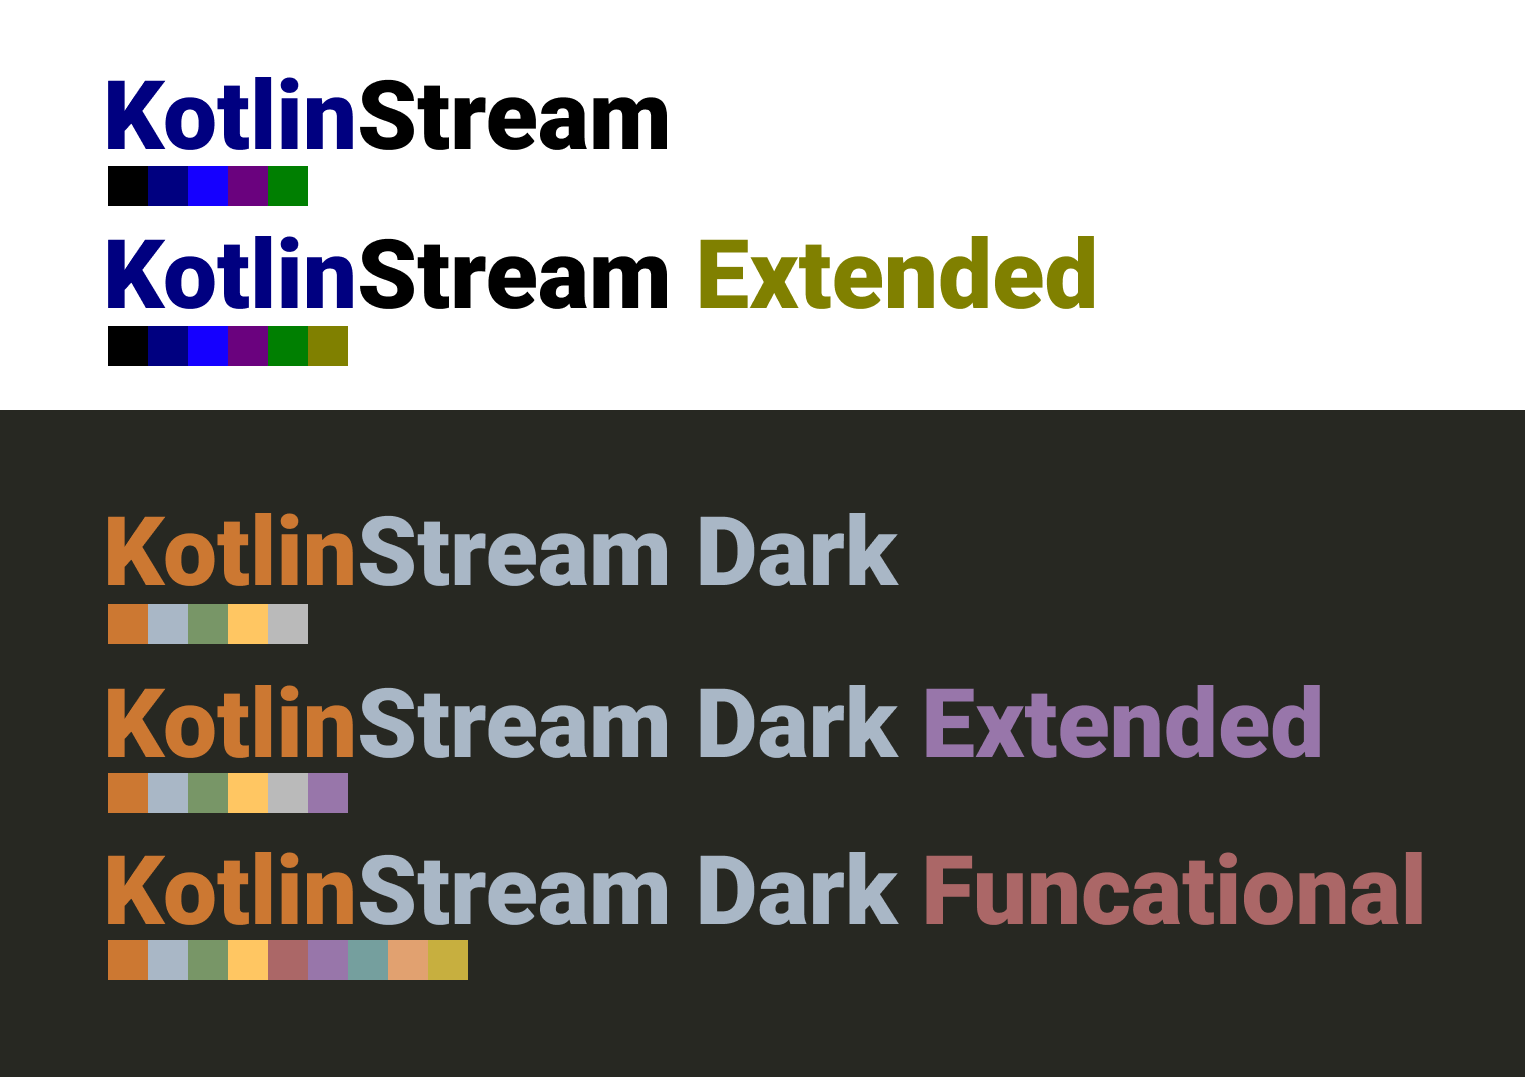 KotlinStream
KotlinStream Extended
KotlinStream Dark
KotlinStream Dark Extended
KotlinStream Dark Funcational